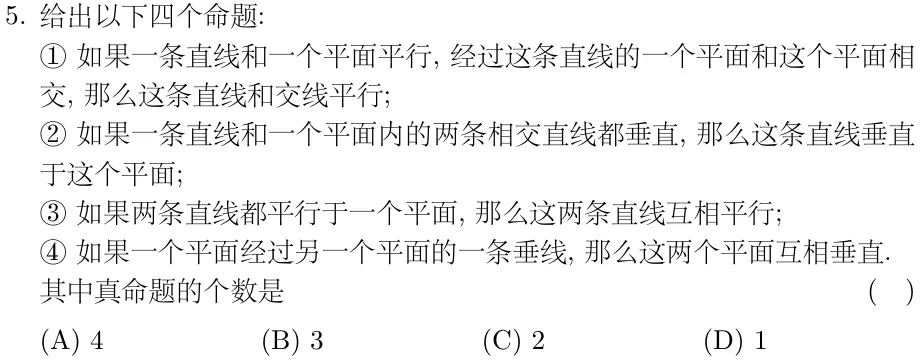 5. 给出以下四个命题:
① 如果一条直线和一个平面平行, 经过这条直线的一个平面和这个平面相
交, 那么这条直线和交线平行;
② 如果一条直线和一个平面内的两条相交直线都垂直, 那么这条直线垂直
于这个平面;
③ 如果两条直线都平行于一个平面, 那么这两条直线互相平行;
④ 如果一个平面经过另一个平面的一条垂线, 那么这两个平面互相垂直.
其中真命题的个数是 ( )
(A) 4 (B) 3 (C) 2 (D) 1